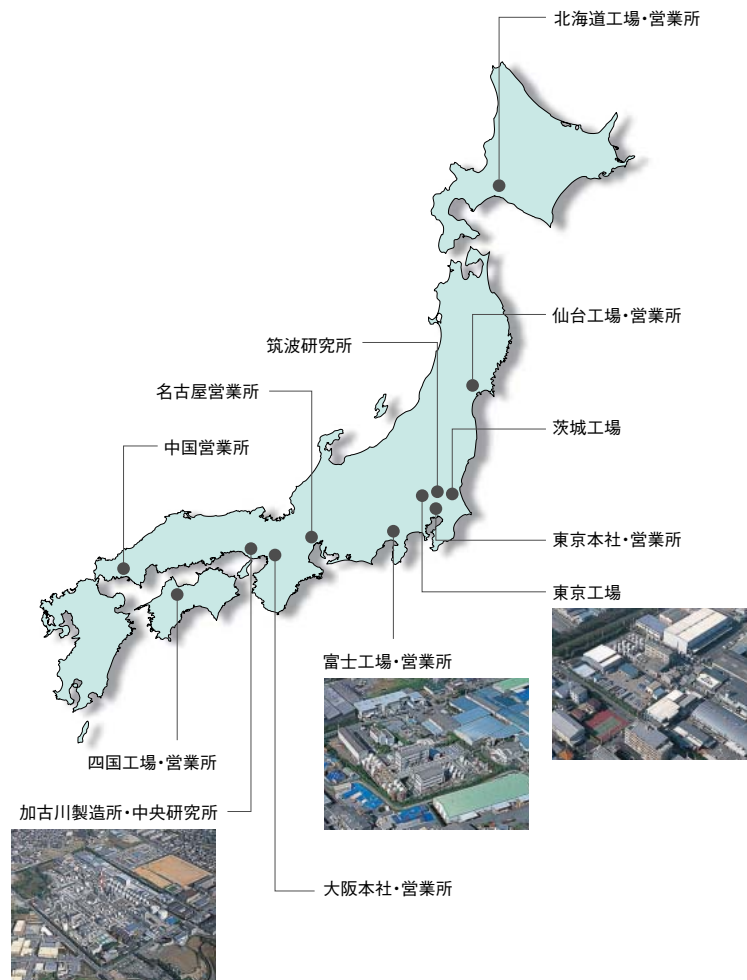 北海道工場・営業所
仙台工場・営業所
筑波研究所
名古屋営業所
茨城工場
中国営業所
東京本社・営業所
東京工場
富士工場・営業所
四国工場・営業所
加古川製造所・中央研究所
大阪本社・営業所